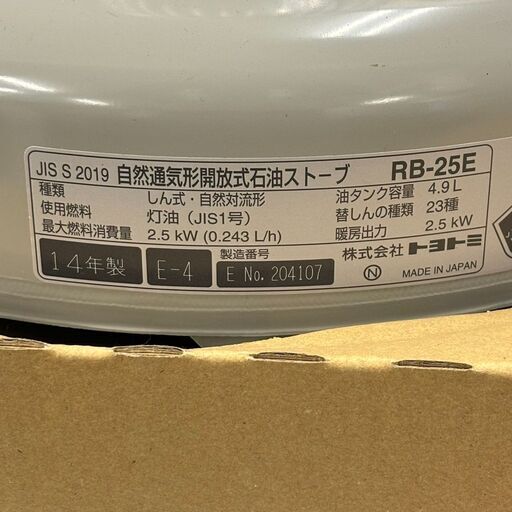 JIS S 2019 自然通気形開放式石油ストーブ RB-25E
種類 しん式・自然対流形 油タンク容量 4.9L
使用燃料 灯油（JIS1号） 替しんの種類 23種
最大燃料消費量 2.5 kW (0.243 L/h) 暖房出力 2.5 kW
14年製 E-4 製造番号 E No. 204107 株式会社トヨトミ
N MADE IN JAPAN